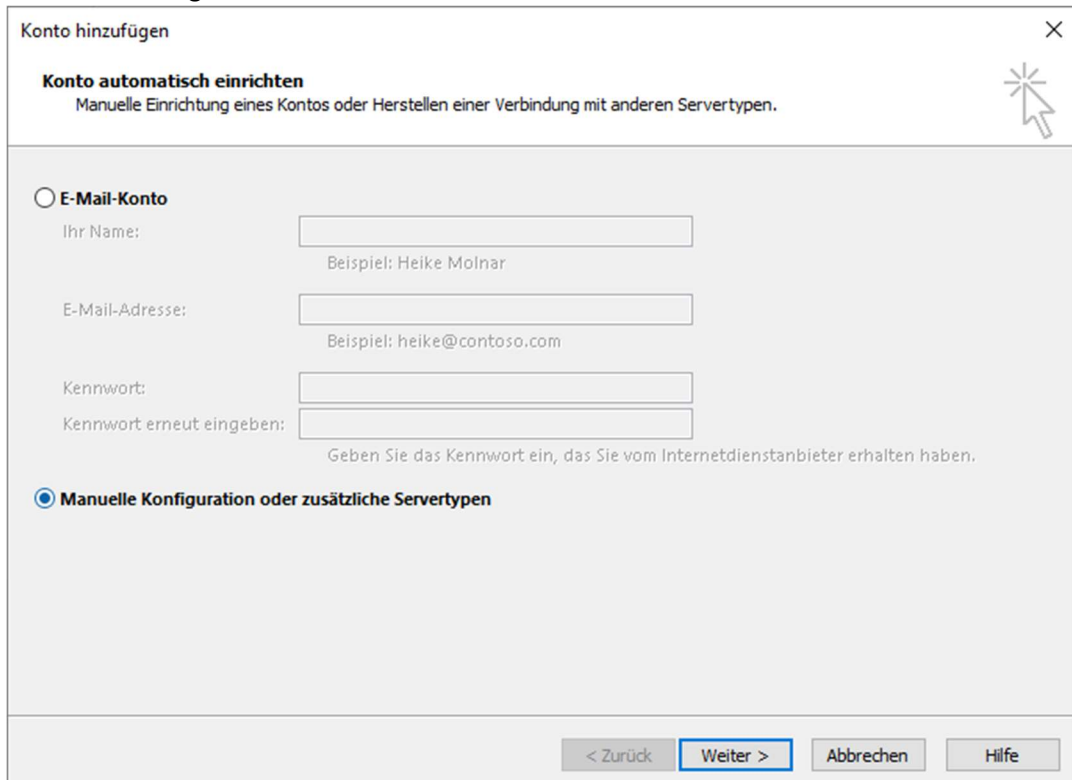 Konto hinzufügen
Konto automatisch einrichten
Manuelle Einrichtung eines Kontos oder Herstellen einer Verbindung mit anderen Servertypen.
E-Mail-Konto
Ihr Name:
Beispiel: Heike Molnar
E-Mail-Adresse:
Beispiel: heike@contoso.com
Kennwort:
Kennwort erneut eingeben:
Geben Sie das Kennwort ein, das Sie vom Internetdienstanbieter erhalten haben.
Manuelle Konfiguration oder zusätzliche Servertypen
< Zurück Weiter > Abbrechen Hilfe